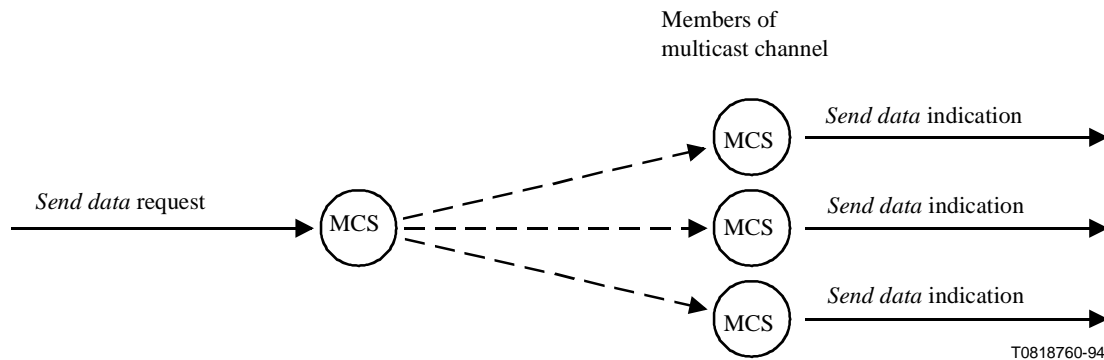 Members of
multicast channel
Send data indication
MCS
Send data request
MCS
MCS
Send data indication
Send data indication
MCS
T0818760-94